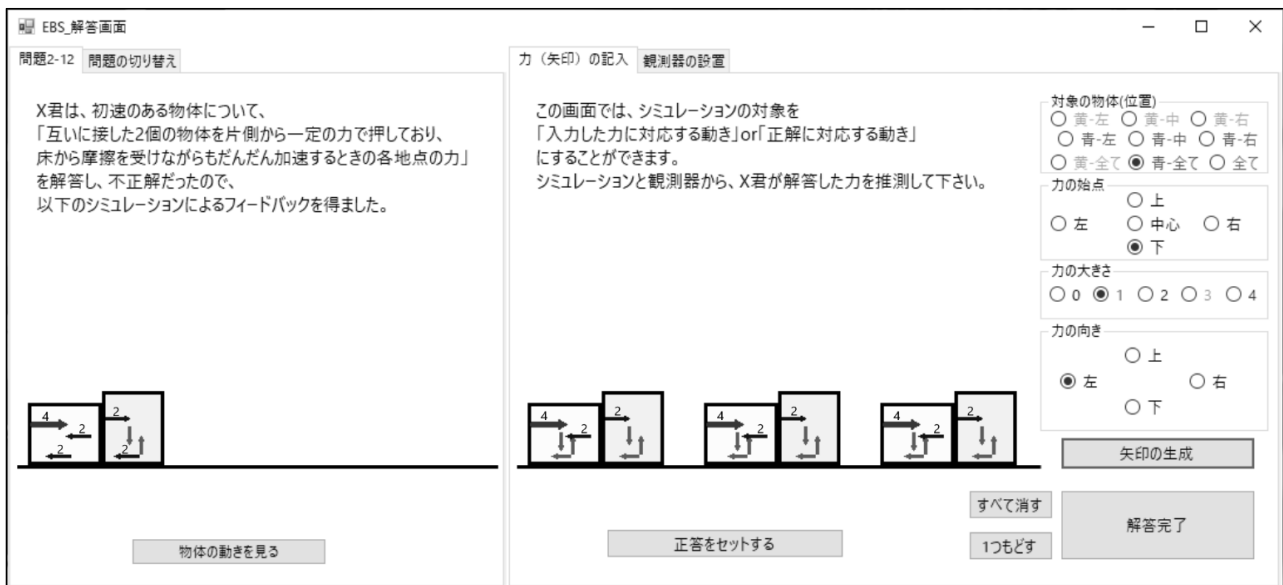 EBS_解答画面
問題2-12 問題の切り替え
X君は、初速のある物体について、
「互いに接した2個の物体を片側から一定の力で押しており、
床から摩擦を受けながらもだんだん加速するときの各地点の力」
を解答し、不正解だったので、
以下のシミュレーションによるフィードバックを得ました。
4 2
2
2 2
物体の動きを見る
力（矢印）の記入 観測器の設置
この画面では、シミュレーションの対象を
「入力した力に対応する動き」or「正解に対応する動き」
にすることができます。
シミュレーションと観測器から、X君が解答した力を推測して下さい。
4 2 4 2 4 2
2 2 2
正答をセットする
すべて消す
1つもどす
対象の物体(位置)
黄-左 黄-中 黄-右
青-左 青-中 青-右
黄-全て 青-全て 全て
力の始点
上
左 中心 右
下
力の大きさ
0 1 2 3 4
力の向き
上
左 右
下
矢印の生成
解答完了